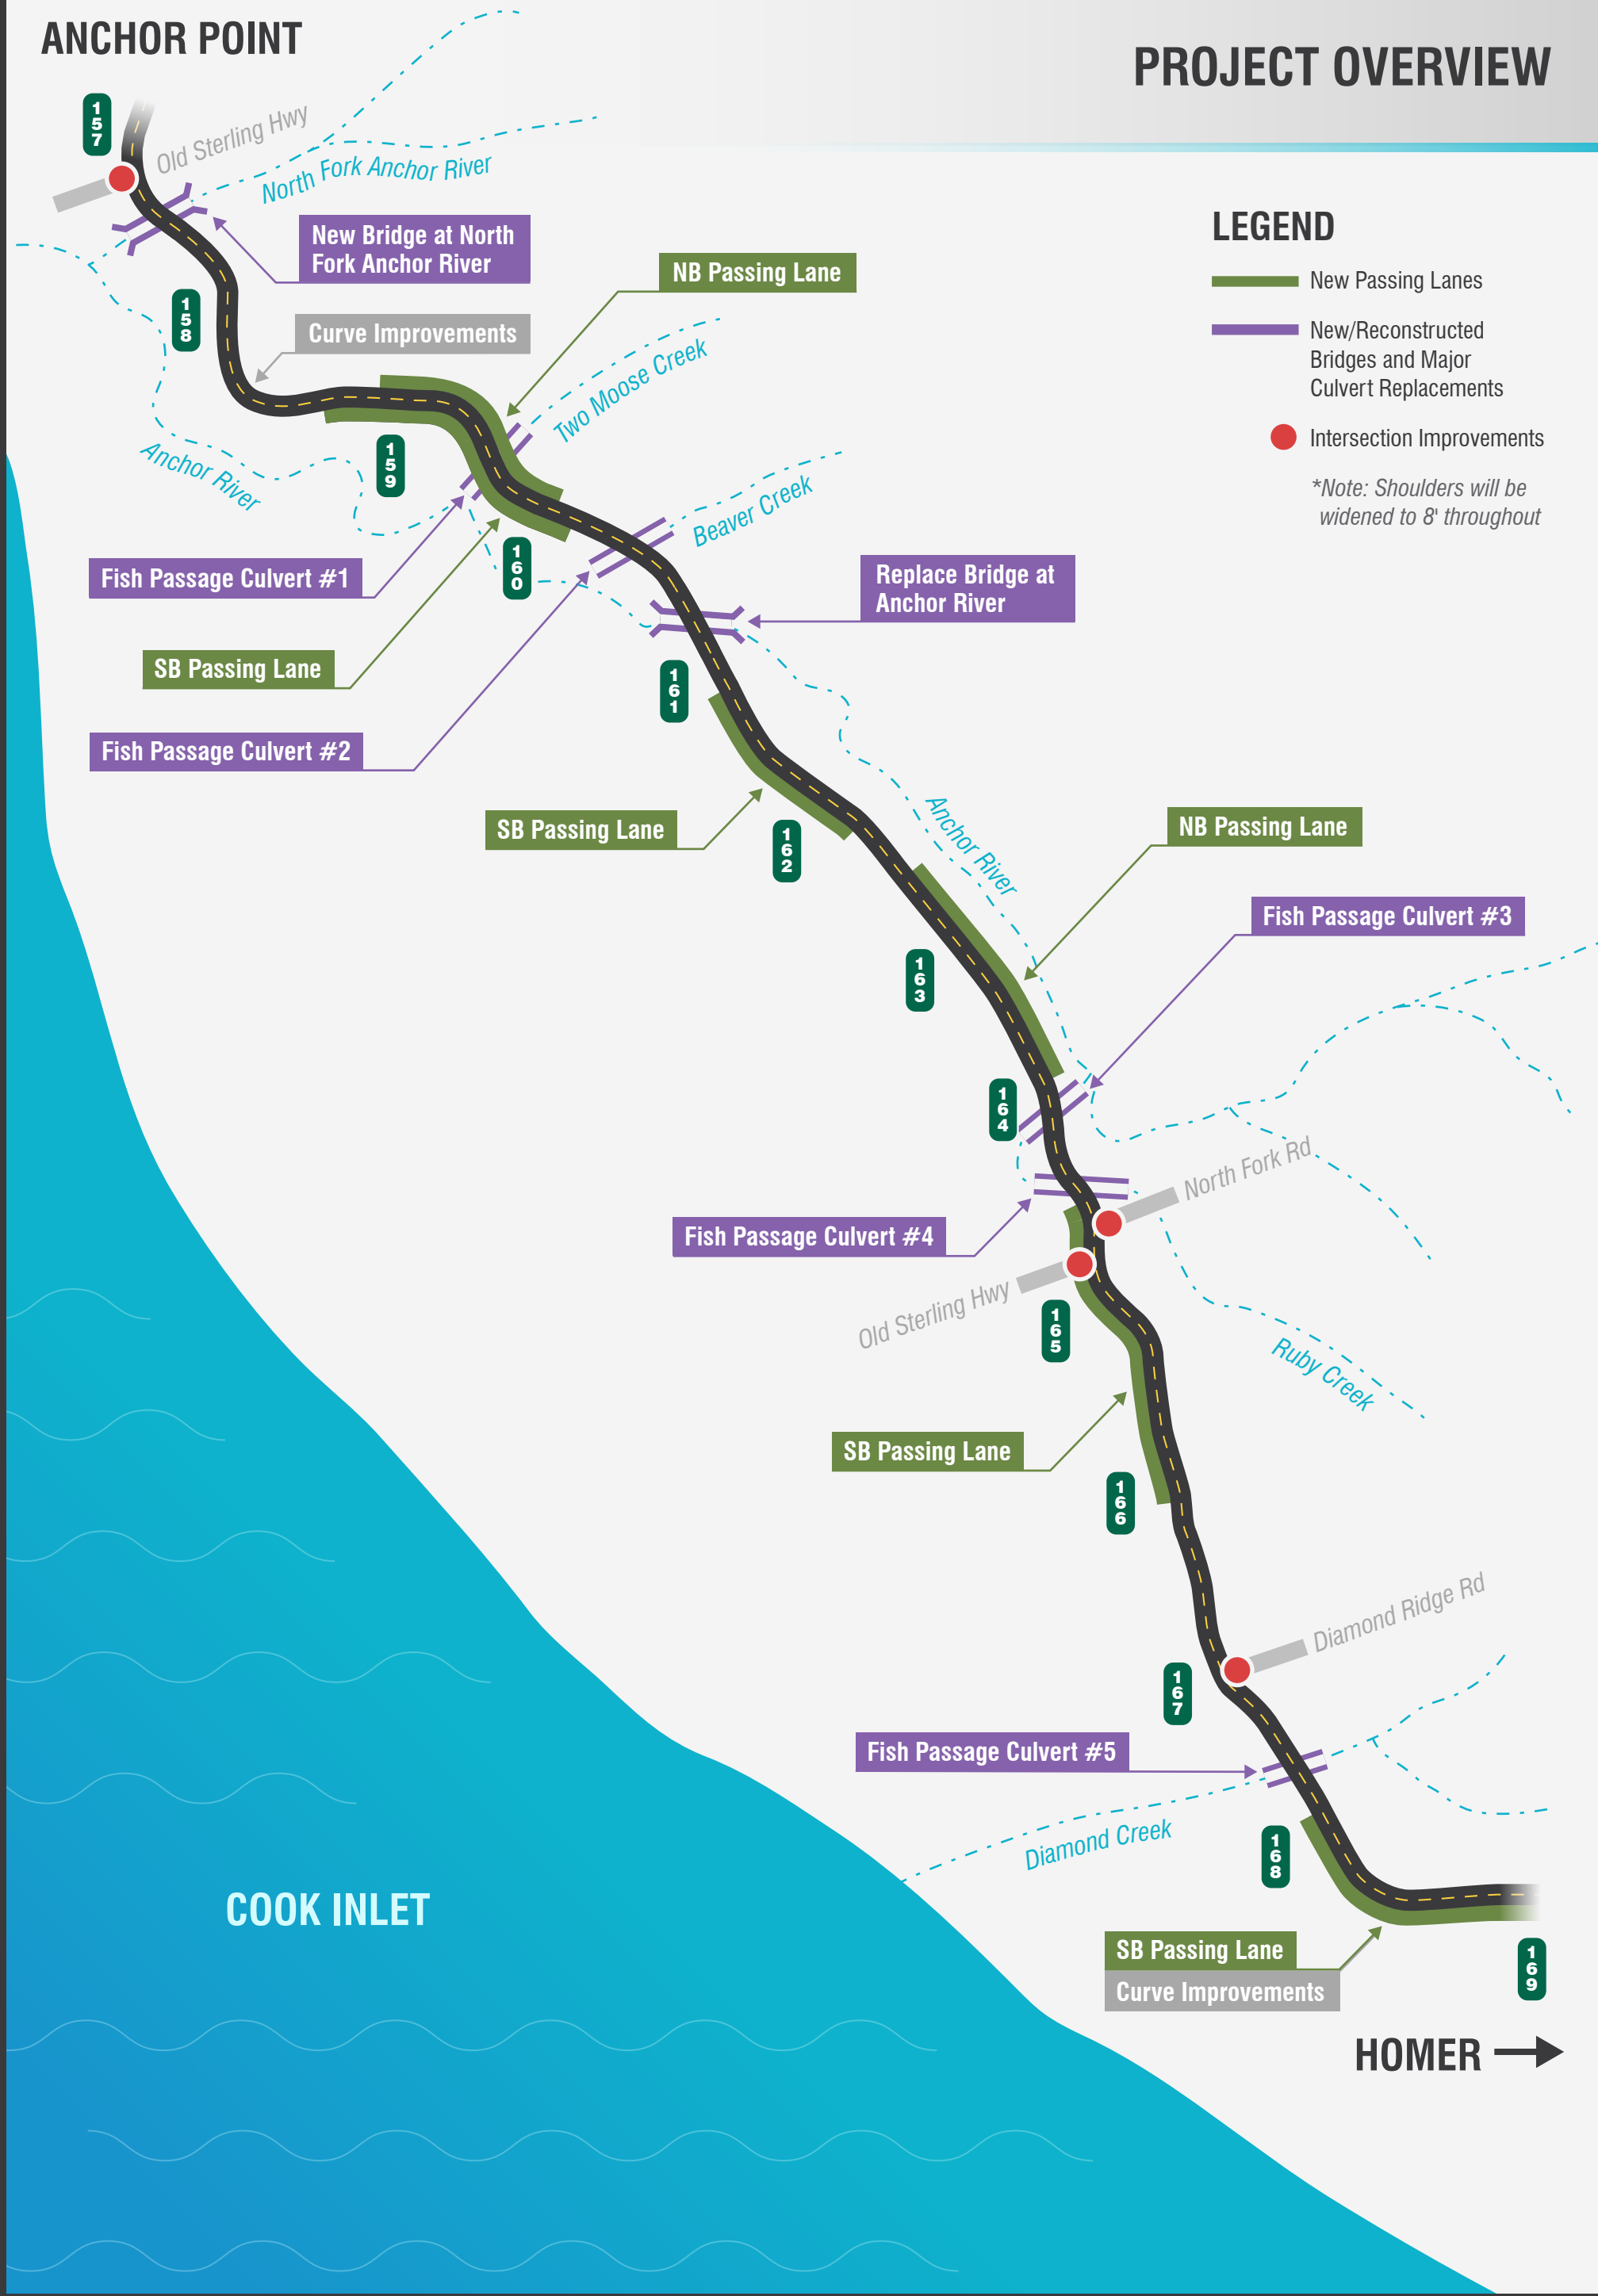 ANCHOR POINT
PROJECT OVERVIEW
157
Old Sterling Hwy
North Fork Anchor River
New Bridge at North
Fork Anchor River
LEGEND
New Passing Lanes
New/Reconstructed
Bridges and Major
Culvert Replacements
Intersection Improvements
*Note: Shoulders will be
widened to 8' throughout
NB Passing Lane
158
Curve Improvements
Two Moose Creek
159
Anchor River
Beaver Creek
160
Fish Passage Culvert #1
Replace Bridge at
Anchor River
SB Passing Lane
161
Fish Passage Culvert #2
SB Passing Lane
162
Anchor River
NB Passing Lane
Fish Passage Culvert #3
163
164
North Fork Rd
Fish Passage Culvert #4
Old Sterling Hwy
165
Ruby Creek
SB Passing Lane
166
Diamond Ridge Rd
167
Fish Passage Culvert #5
Diamond Creek
168
COOK INLET
SB Passing Lane
Curve Improvements
169
HOMER